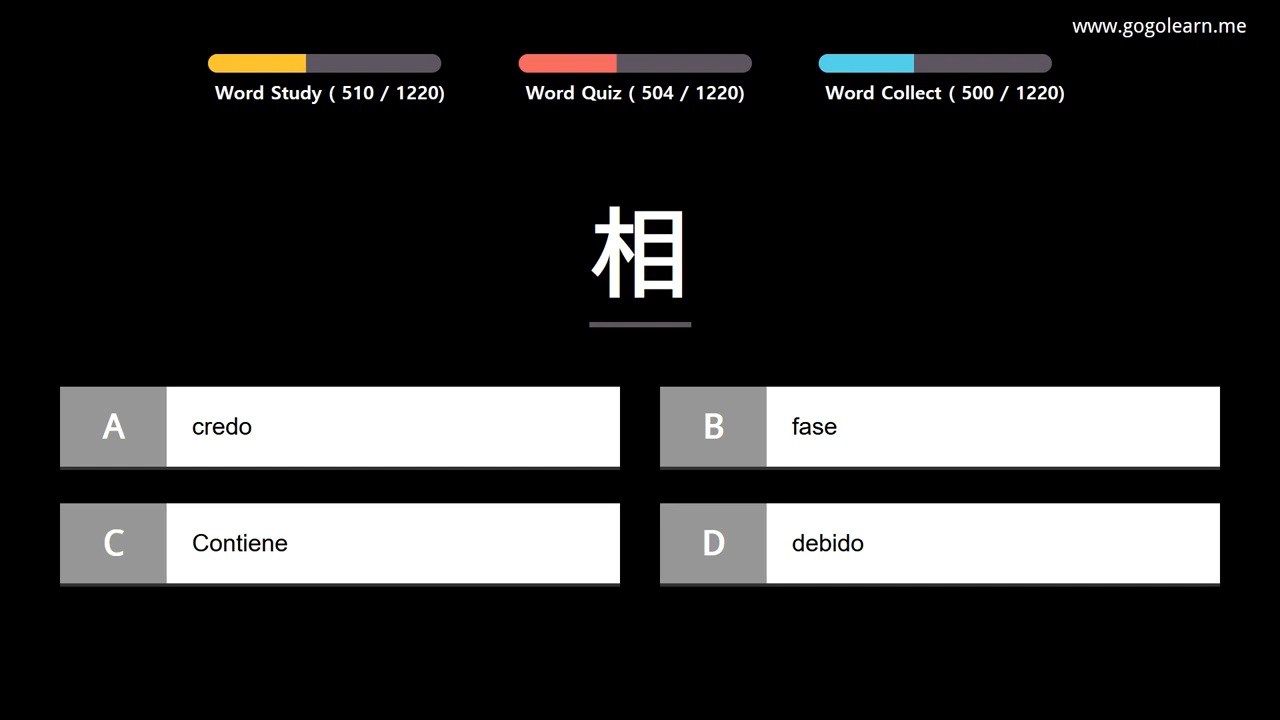 www.gogolearn.me
Word Study ( 510 / 1220)
Word Quiz ( 504 / 1220)
Word Collect ( 500 / 1220)
相
A credo
B fase
C Contiene
D debido